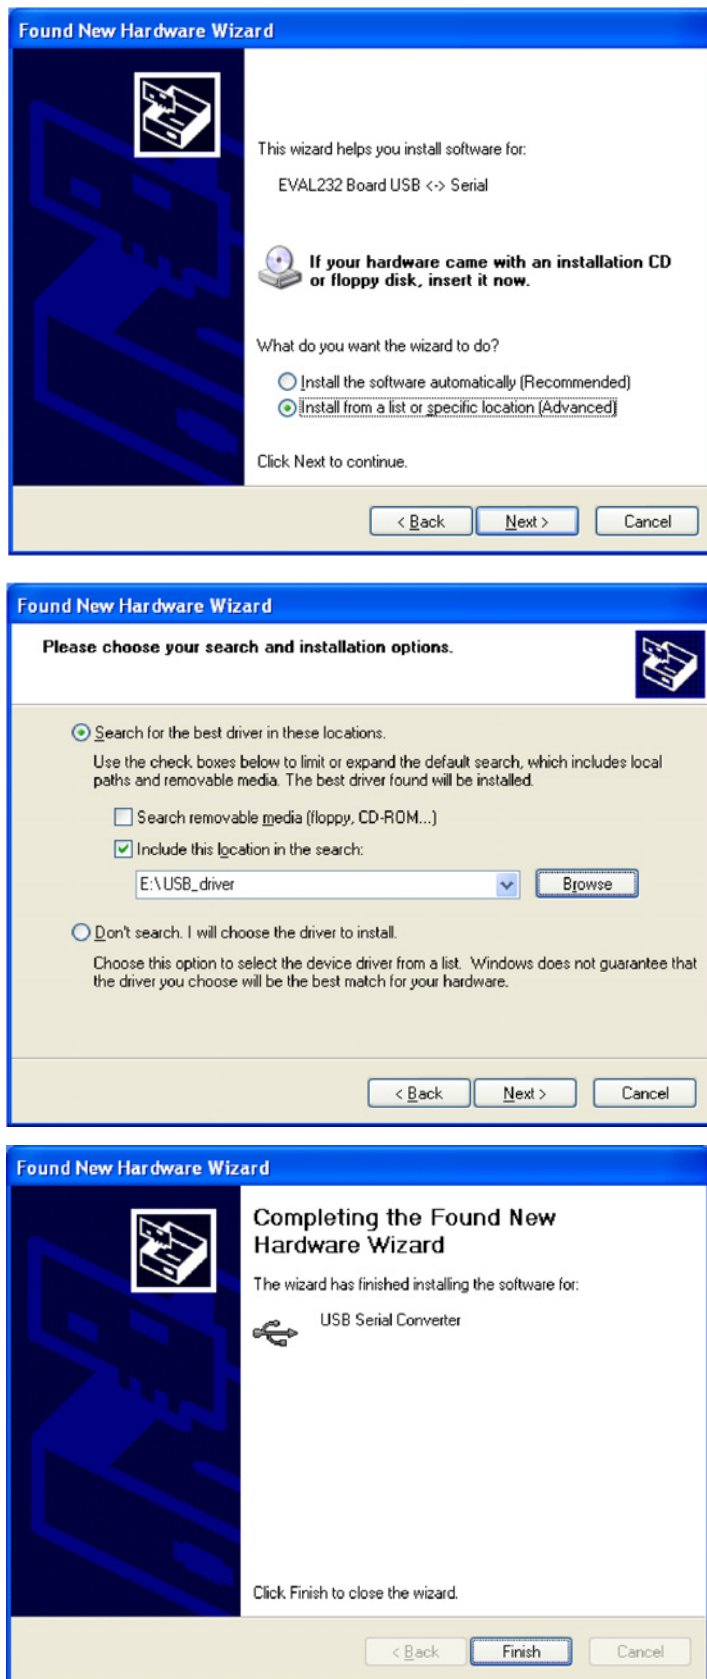 Found New Hardware Wizard
This wizard helps you install software for:
EVAL232 Board USB <-> Serial
If your hardware came with an installation CD
or floppy disk, insert it now.
What do you want the wizard to do?
Install the software automatically (Recommended)
Install from a list or specific location (Advanced)
Click Next to continue.
< Back Next > Cancel
Found New Hardware Wizard
Please choose your search and installation options.
Search for the best driver in these locations.
Use the check boxes below to limit or expand the default search, which includes local
paths and removable media. The best driver found will be installed.
Search removable media (floppy, CD-ROM...)
Include this location in the search:
E:\USB_driver Browse
Don't search. I will choose the driver to install.
Choose this option to select the device driver from a list. Windows does not guarantee that
the driver you choose will be the best match for your hardware.
< Back Next > Cancel
Found New Hardware Wizard
Completing the Found New
Hardware Wizard
The wizard has finished installing the software for:
USB Serial Converter
Click Finish to close the wizard.
< Back Finish Cancel